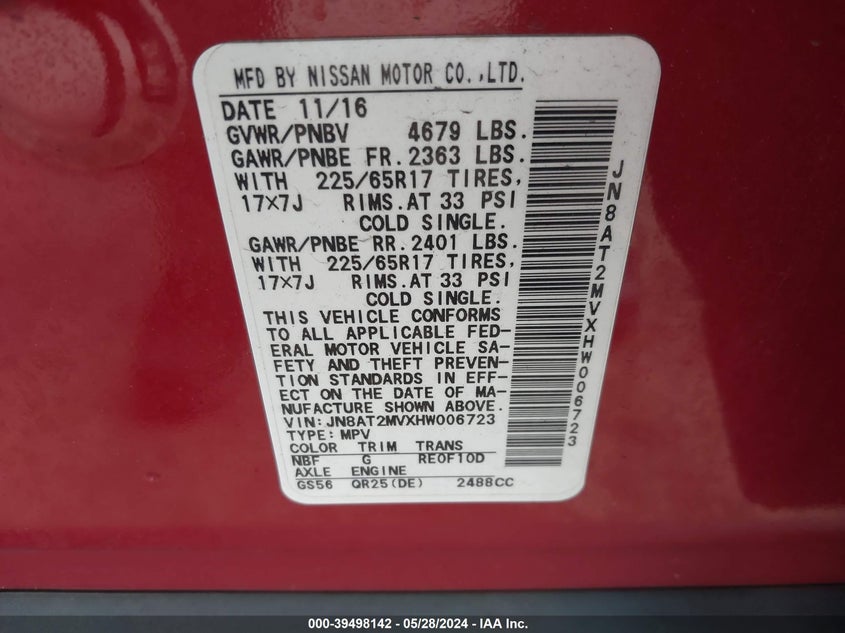 MFD BY NISSAN MOTOR CO.,LTD.
DATE 11/16
GVWR/PNBV 4679 LBS.
GAWR/PNBE FR. 2363 LBS.
WITH 225/65R17 TIRES,
17×7J RIMS.AT 33 PSI
COLD SINGLE.
GAWR/PNBE RR. 2401 LBS.
WITH 225/65R17 TIRES,
17×7J RIMS.AT 33 PSI
COLD SINGLE.
THIS VEHICLE CONFORMS
TO ALL APPLICABLE FED-
ERAL MOTOR VEHICLE SA-
FETY AND THEFT PREVEN-
TION STANDARDS IN EFF-
ECT ON THE DATE OF MA-
NUFACTURE SHOWN ABOVE.
VIN:JN8AT2MVXHW006723
TYPE:MPV
COLOR TRIM TRANS
NBF G RE0F10D
AXLE ENGINE
GS56 QR25(DE) 2488CC
JN8AT2MVXHW006723
000-39498142 - 05/28/2024 - IAA Inc.